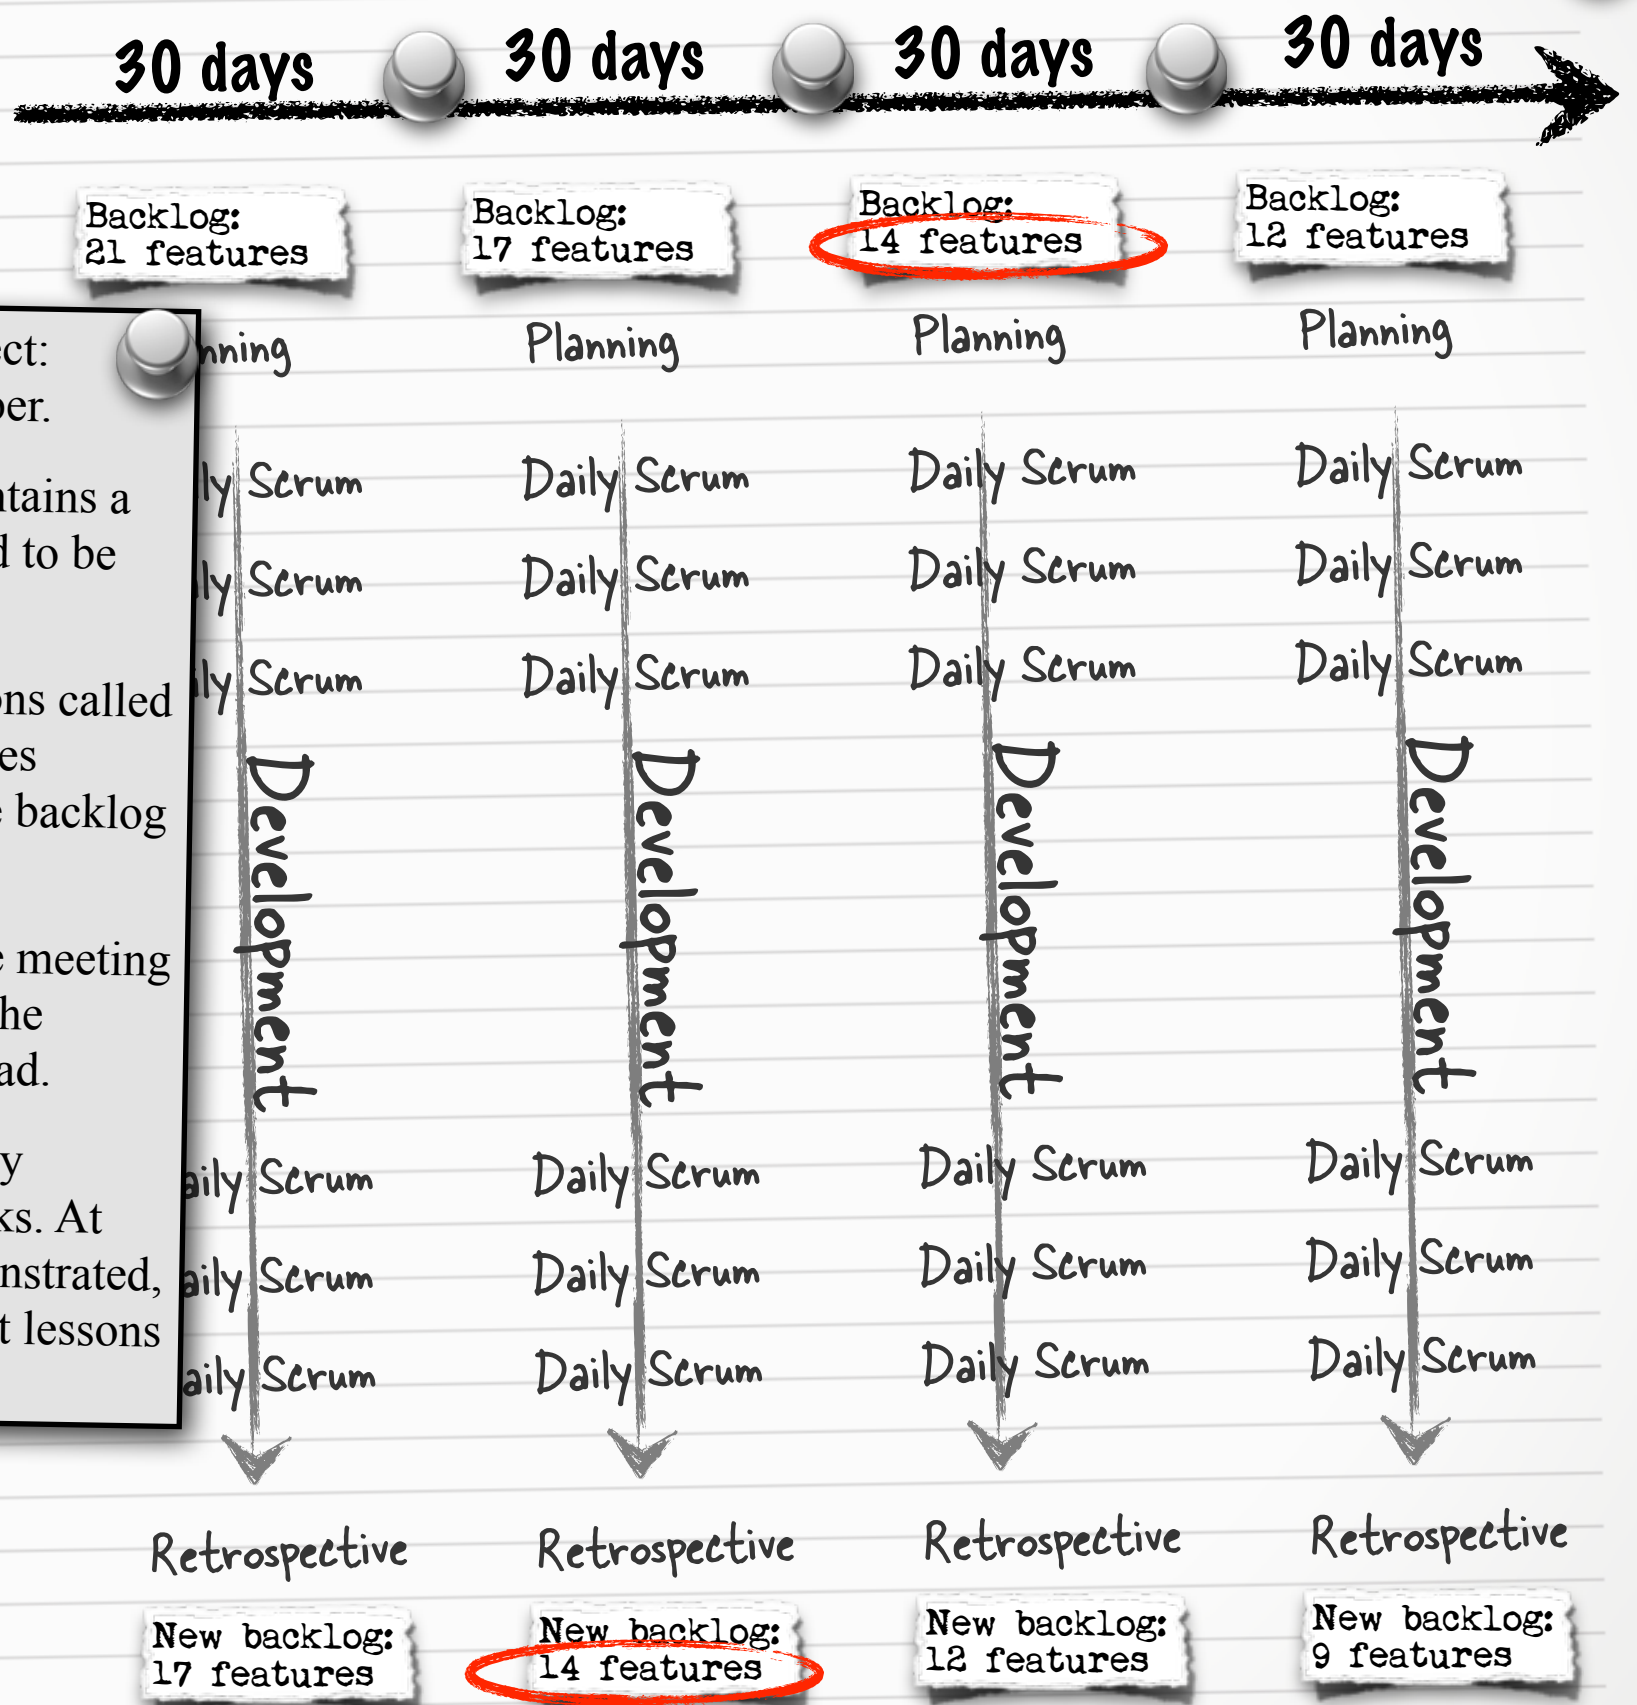 30 days 30 days 30 days 30 days
Backlog:
21 features
Backlog:
17 features
Backlog:
14 features
Backlog:
12 features
ect:
per.
ntains a
d to be
ons called
es
e backlog
e meeting
he
ad.
y
ks. At
nstrated,
t lessons
nning
ly Scrum
ly Scrum
ily Scrum
Development
aily Scrum
aily Scrum
aily Scrum
Retrospective
New backlog:
17 features
Planning
Daily Scrum
Daily Scrum
Daily Scrum
Development
Daily Scrum
Daily Scrum
Daily Scrum
Retrospective
New backlog:
14 features
Planning
Daily Scrum
Daily Scrum
Daily Scrum
Development
Daily Scrum
Daily Scrum
Daily Scrum
Retrospective
New backlog:
12 features
Planning
Daily Scrum
Daily Scrum
Daily Scrum
Development
Daily Scrum
Daily Scrum
Daily Scrum
Retrospective
New backlog:
9 features